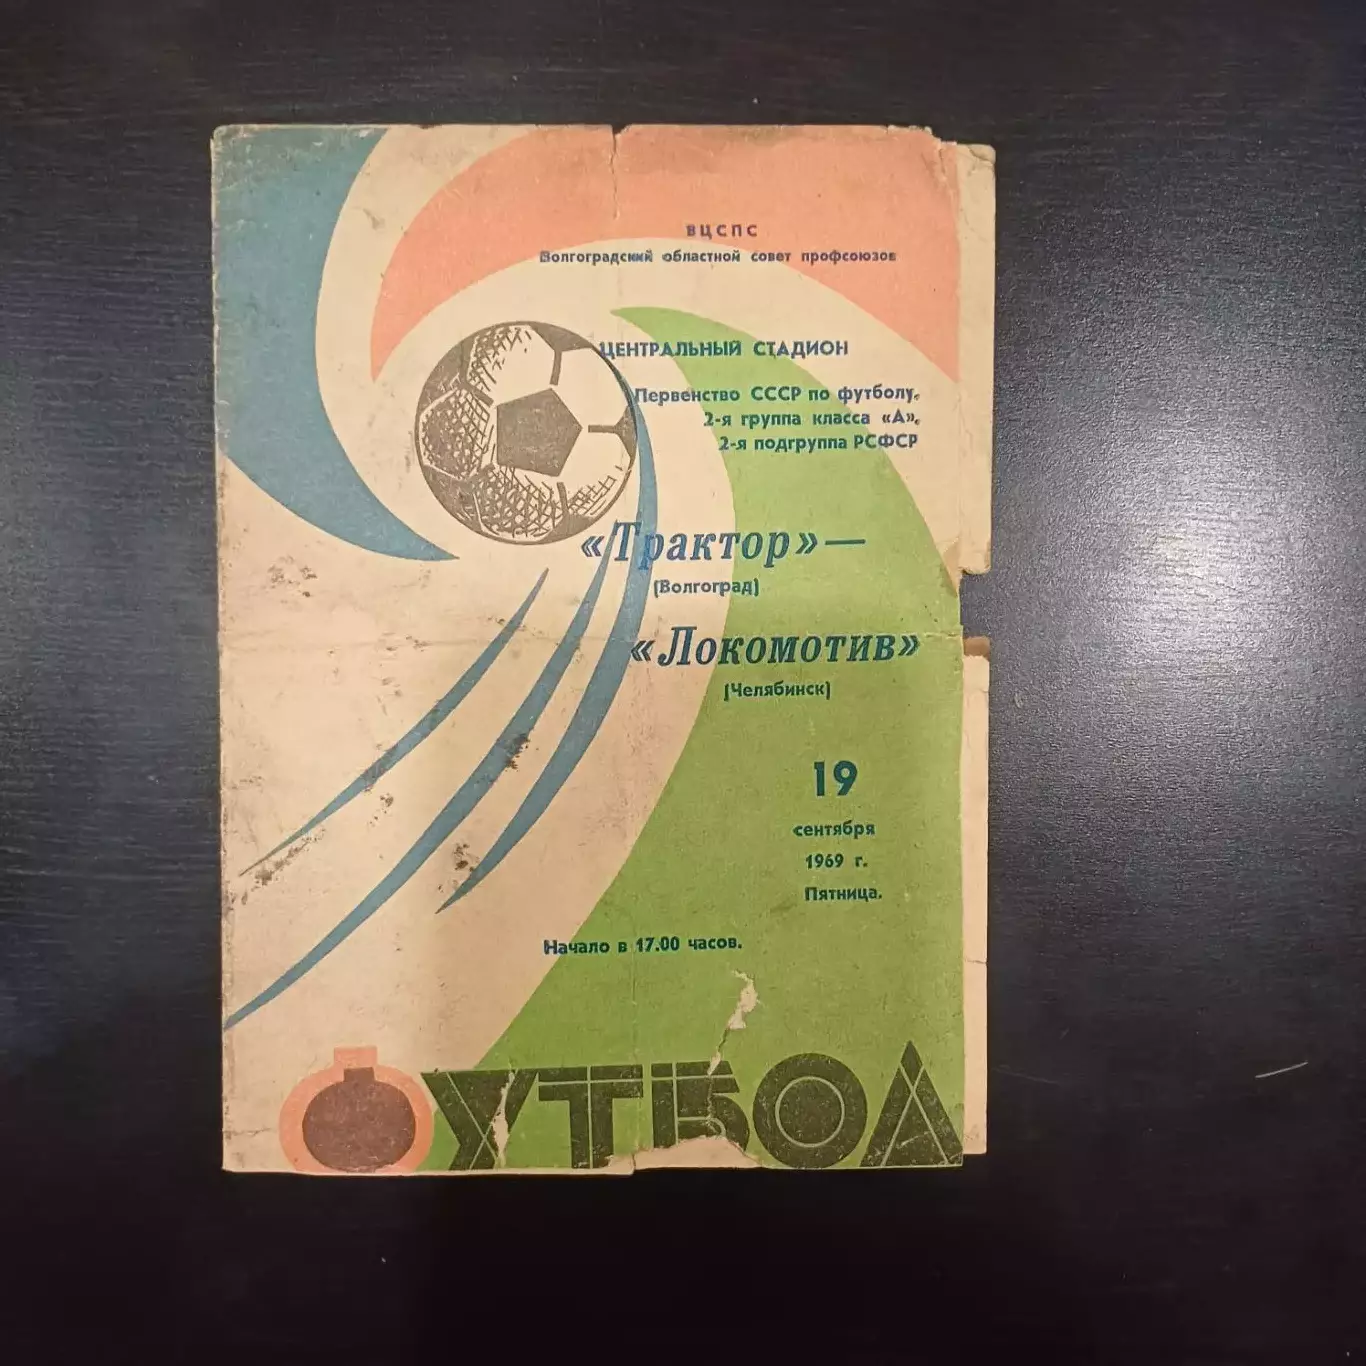 ВЦСПС
Волгоградский областной совет профсоюзов
ЦЕНТРАЛЬНЫЙ СТАДИОН
Первенство СССР по футболу,
2-я группа класса «А»,
2-я подгруппа РСФСР
«Трактор» —
(Волгоград)
«Локомотив»
(Челябинск)
19
сентября
1969 г.
Пятница.
Начало в 17.00 часов.
ФУТБОЛ